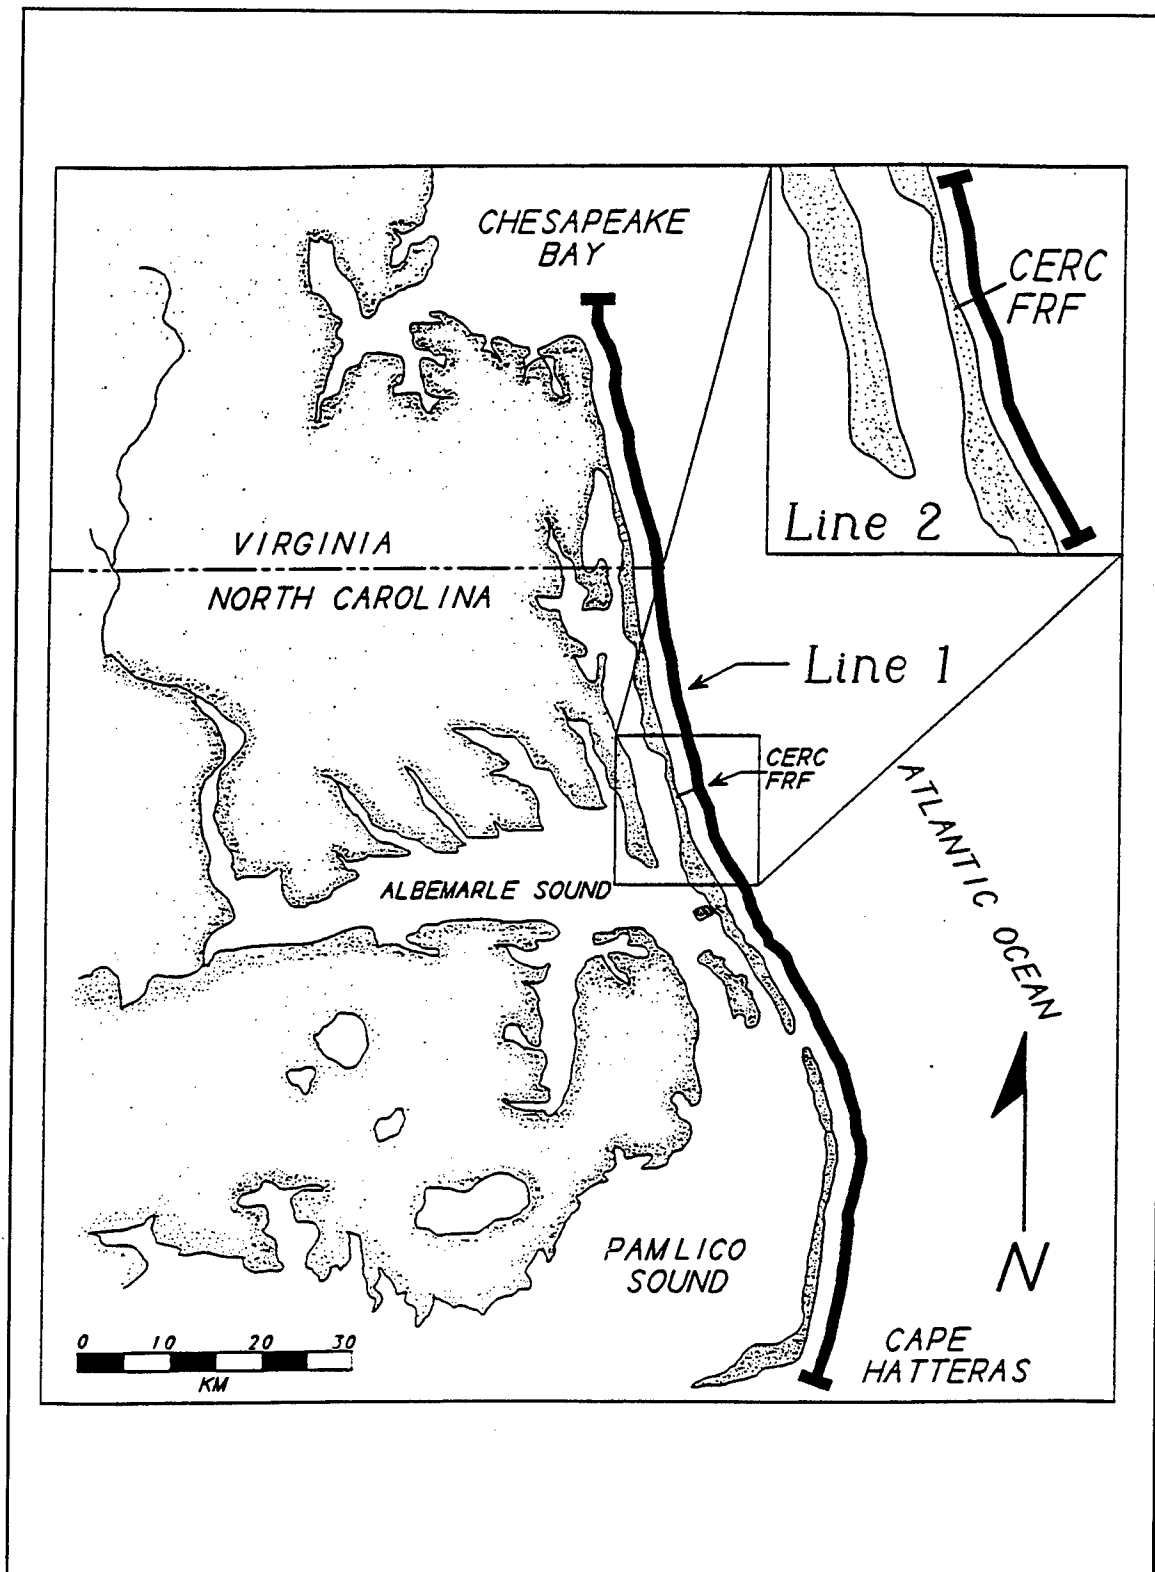 CHESAPEAKE
BAY
CERC
FRF
Line 2
VIRGINIA
NORTH CAROLINA
Line 1
CERC
FRF
ATLANTIC OCEAN
ALBEMARLE SOUND
PAMLICO
SOUND
N
0 10 20 30
KM
CAPE
HATTERAS